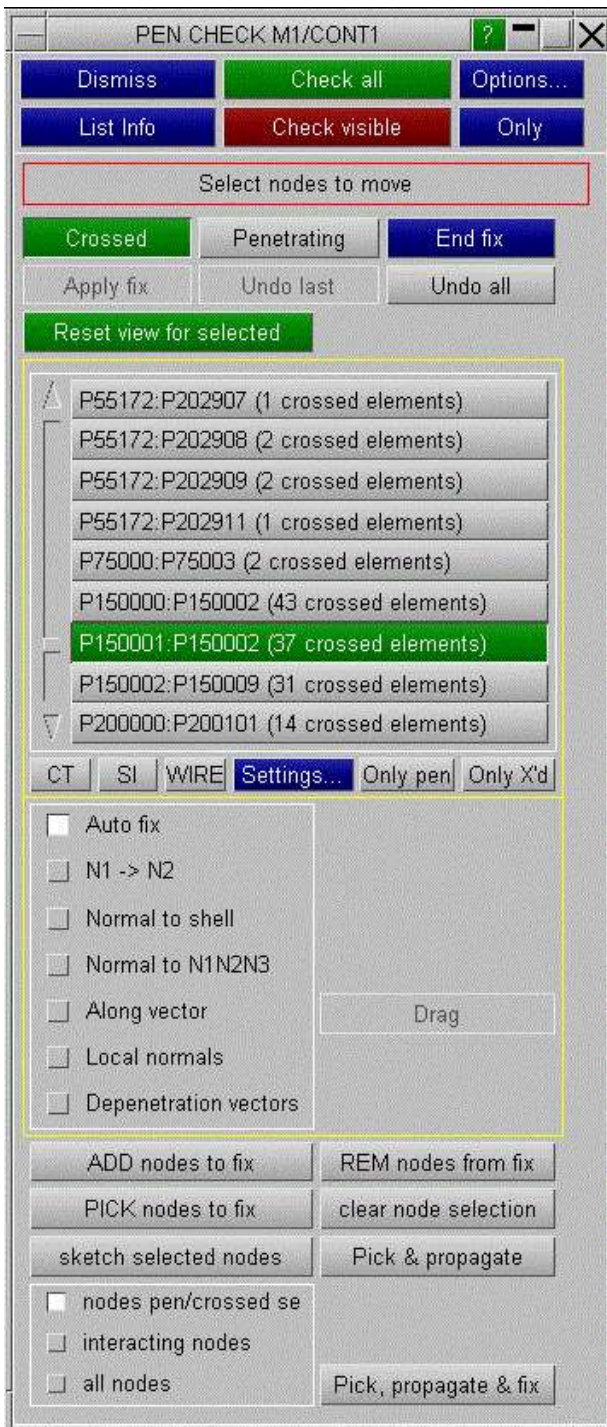 PEN CHECK M1/CONT1 ?
Dismiss Check all Options...
List Info Check visible Only
Select nodes to move
Crossed Penetrating End fix
Apply fix Undo last Undo all
Reset view for selected
P55172:P202907 (1 crossed elements)
P55172:P202908 (2 crossed elements)
P55172:P202909 (2 crossed elements)
P55172:P202911 (1 crossed elements)
P75000:P75003 (2 crossed elements)
P150000:P150002 (43 crossed elements)
P150001:P150002 (37 crossed elements)
P150002:P150009 (31 crossed elements)
P200000:P200101 (14 crossed elements)
CT SI WIRE Settings... Only pen Only X'd
Auto fix
N1 -> N2
Normal to shell
Normal to N1N2N3
Along vector Drag
Local normals
Depenetration vectors
ADD nodes to fix REM nodes from fix
PICK nodes to fix clear node selection
sketch selected nodes Pick & propagate
nodes pen/crossed se
interacting nodes
all nodes Pick, propagate & fix